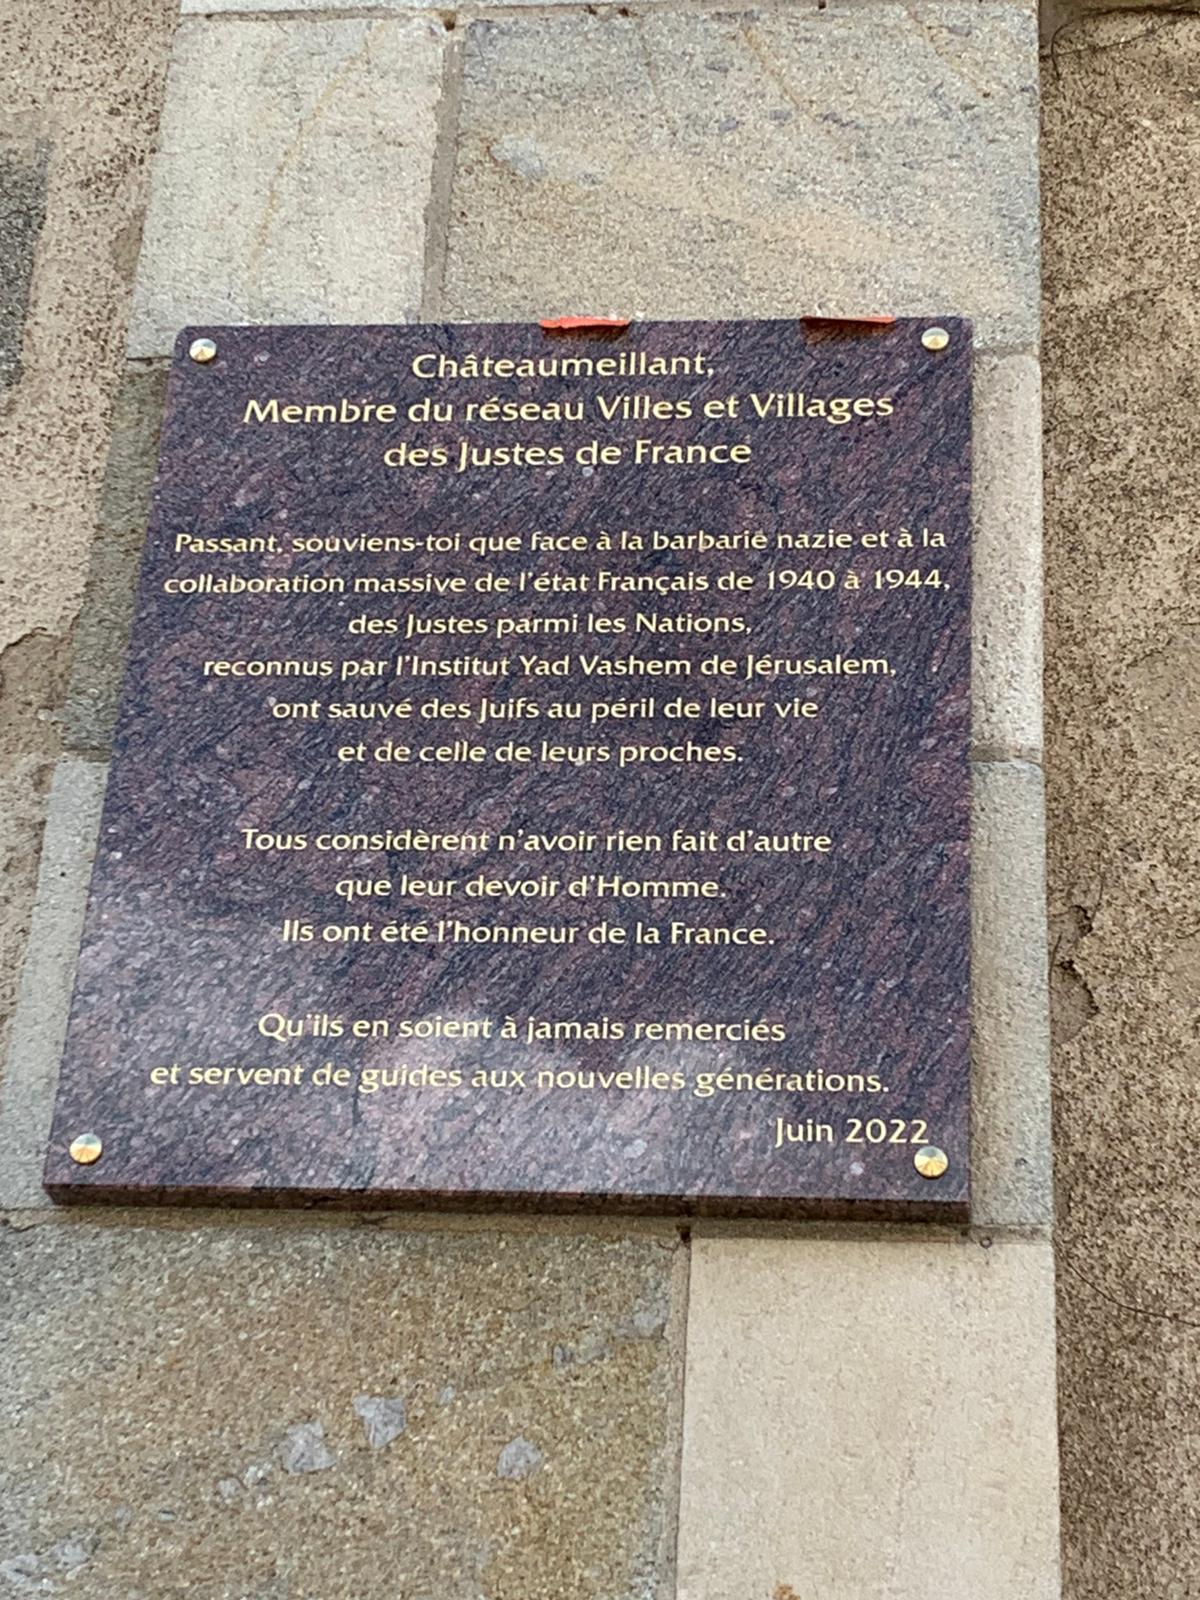 Châteaumeillant,
Membre du réseau Villes et Villages
des Justes de France
Passant, souviens-toi que face à la barbarie nazie et à la
collaboration massive de l'état Français de 1940 à 1944,
des Justes parmi les Nations,
reconnus par l'Institut Yad Vashem de Jérusalem,
ont sauvé des Juifs au péril de leur vie
et de celle de leurs proches.
Tous considèrent n'avoir rien fait d'autre
que leur devoir d'Homme.
Ils ont été l'honneur de la France.
Qu'ils en soient à jamais remerciés
et servent de guides aux nouvelles générations.
Juin 2022